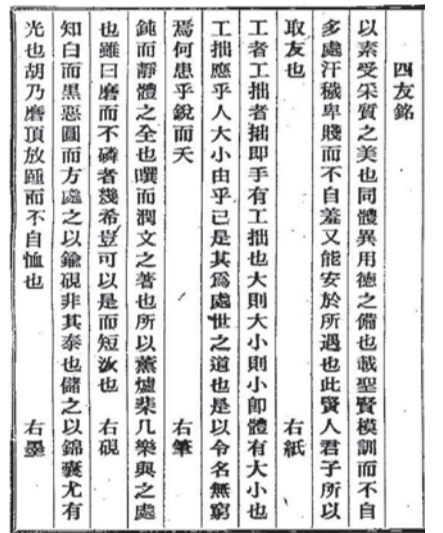 四友銘
以素受采質之美也同體異用德之備也載聖賢模訓而不自
多處汗穢卑賤而不自羞又能安於所遇也此賢人君子所以
取友也 右紙
工者工拙者拙即手有工拙也大則大小則小卽體有大小也
工拙應乎人大小由乎己是其爲處世之道也是以令名無窮
焉何患乎銳而夭 右筆
鈍而靜體之全也噀而潤文之著也所以薰爐棐几樂與之處
也雖曰磨而不磷者幾希豈可以是而短汝也 右硯
知白而黑惡圓而方處之以鍮硯非其泰也儲之以錦囊尤有
光也胡乃磨頂放踵而不自恤也 右墨